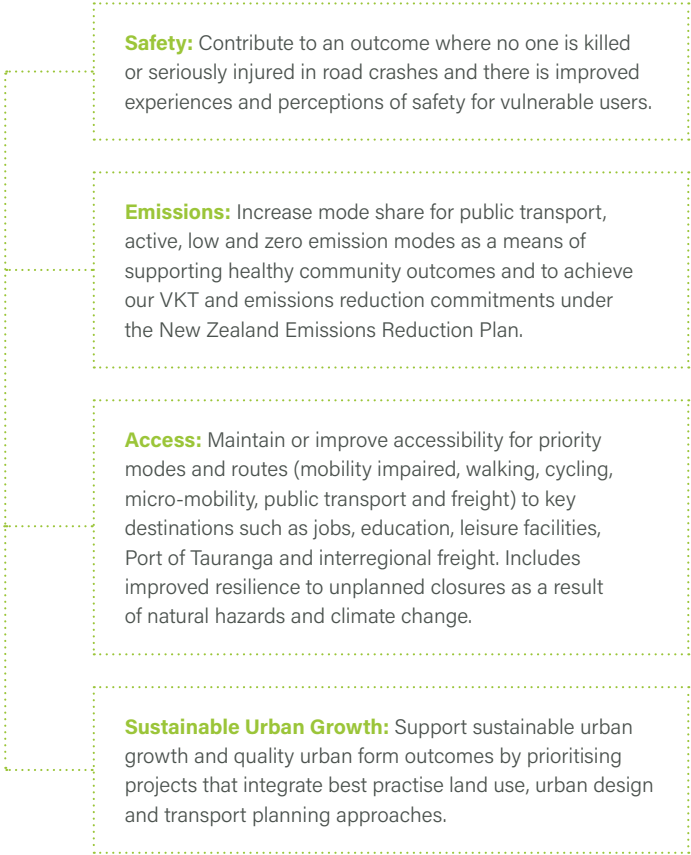 Safety: Contribute to an outcome where no one is killed
or seriously injured in road crashes and there is improved
experiences and perceptions of safety for vulnerable users.
Emissions: Increase mode share for public transport,
active, low and zero emission modes as a means of
supporting healthy community outcomes and to achieve
our VKT and emissions reduction commitments under
the New Zealand Emissions Reduction Plan.
Access: Maintain or improve accessibility for priority
modes and routes (mobility impaired, walking, cycling,
micro-mobility, public transport and freight) to key
destinations such as jobs, education, leisure facilities,
Port of Tauranga and interregional freight. Includes
improved resilience to unplanned closures as a result
of natural hazards and climate change.
Sustainable Urban Growth: Support sustainable urban
growth and quality urban form outcomes by prioritising
projects that integrate best practise land use, urban design
and transport planning approaches.